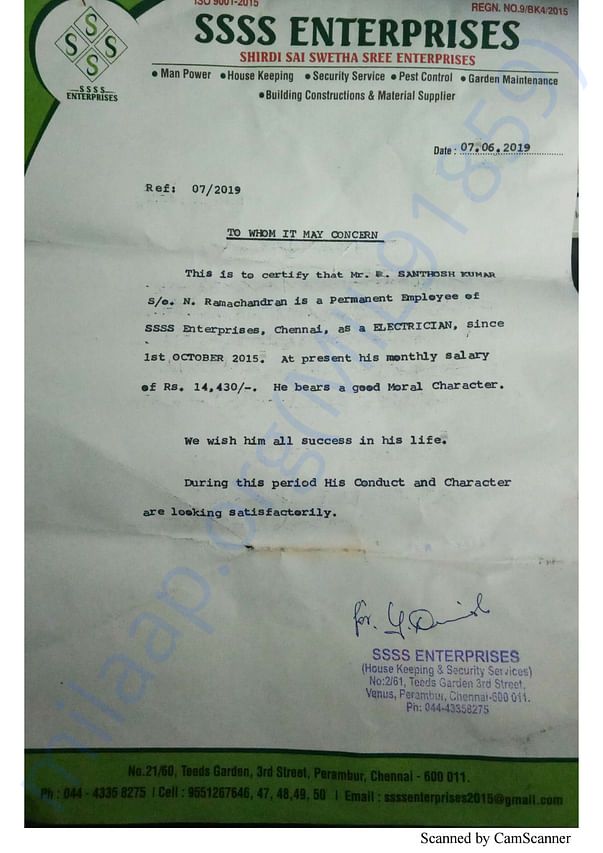 ISO 9001-2015
REGN. NO.9/BK4/2015
SSSS ENTERPRISES
SHIRDI SAI SWETHA SREE ENTERPRISES
S
S S
S
S S S S
ENTERPRISES
• Man Power • House Keeping • Security Service • Pest Control • Garden Maintenance
• Building Constructions & Material Supplier
Date : 07.06.2019
Ref: 07/2019
TO WHOM IT MAY CONCERN
This is to certify that Mr. R. SANTHOSH KUMAR
S/o. N. Ramachandran is a Permanent Employee of
SSSS Enterprises, Chennai, as a ELECTRICIAN, since
1st OCTOBER 2015. At present his monthly salary
of Rs. 14,430/-. He bears a good Moral Character.
We wish him all success in his life.
During this period His Conduct and Character
are looking satisfactorily.
for.
SSSS ENTERPRISES
(House Keeping & Security Services)
No:2/61, Teeds Garden 3rd Street,
Venus, Perambur, Chennai-600 011.
Ph: 044-43358275
No.21/60, Teeds Garden, 3rd Street, Perambur, Chennai - 600 011.
Ph : 044 - 4335 8275 | Cell : 9551267646, 47, 48,49, 50 | Email : ssssenterprises2015@gmail.com
milaap.org(MIL91859)
Scanned by CamScanner